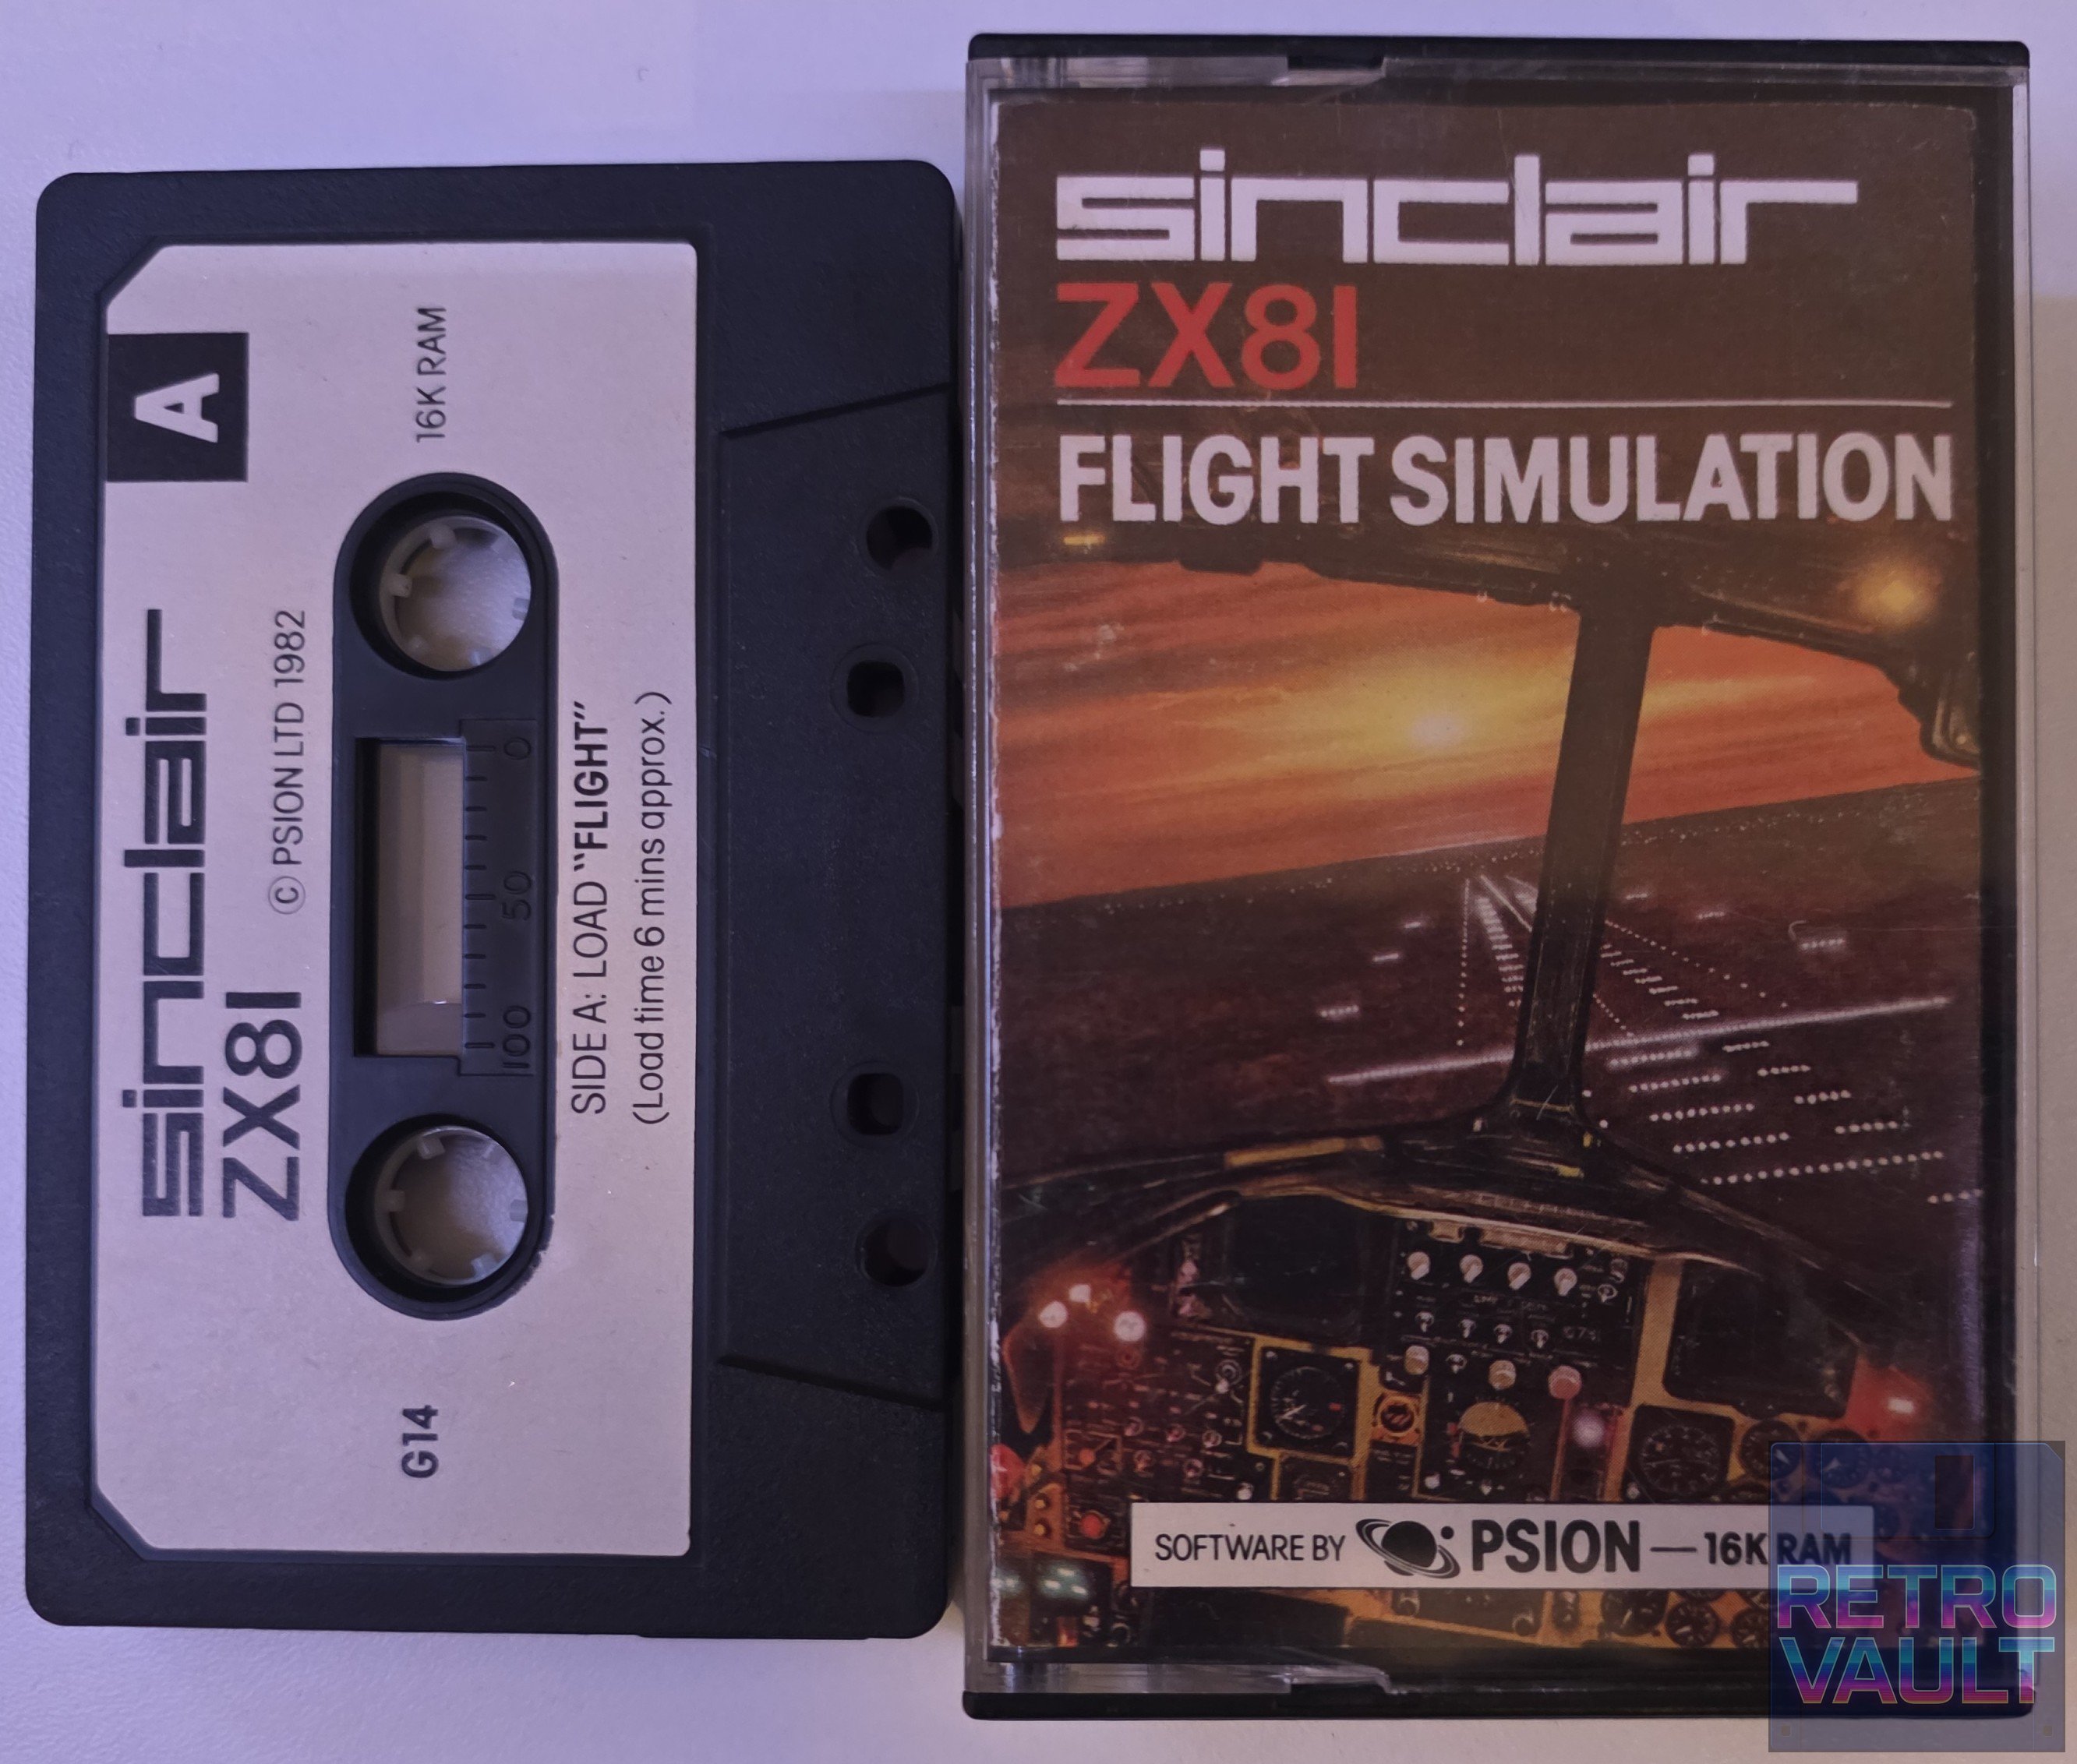 A
sinclair
ZX81
© PSION LTD 1982
16K RAM
0
50
100
G14
SIDE A: LOAD "FLIGHT"
(Load time 6 mins approx.)
sinclair
ZX81
FLIGHT SIMULATION
SOFTWARE BY PSION — 16K RAM
RETRO
VAULT